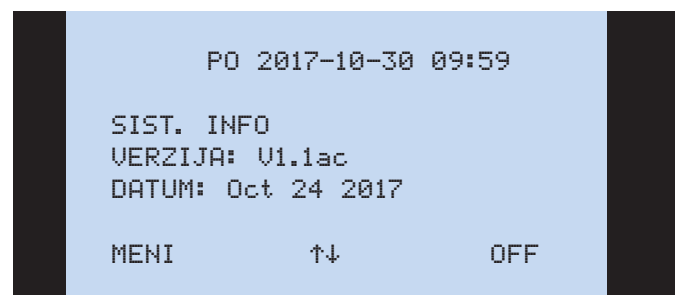 PO 2017-10-30 09:59
SIST. INFO
VERZIJA: V1.1ac
DATUM: Oct 24 2017
MENI ↑↓ OFF